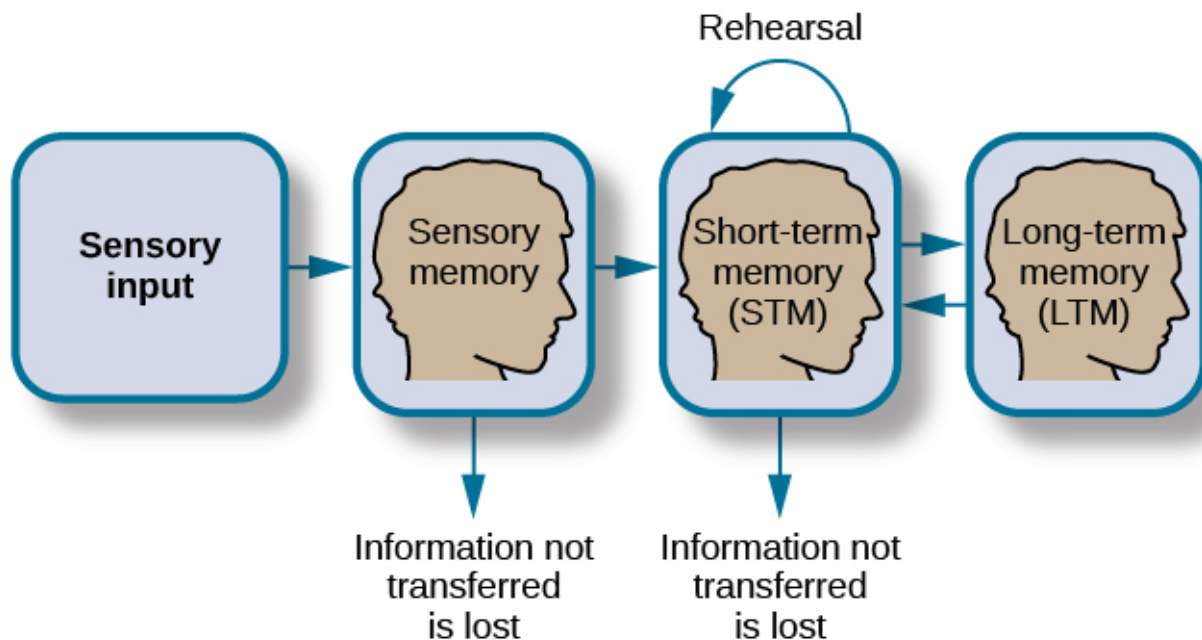 Rehearsal
Sensory
input
Sensory
memory
Short-term
memory
(STM)
Long-term
memory
(LTM)
Information not
transferred
is lost
Information not
transferred
is lost